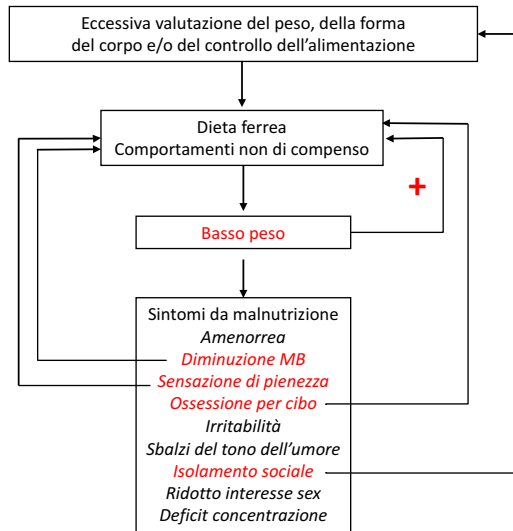 Eccessiva valutazione del peso, della forma
del corpo e/o del controllo dell'alimentazione
Dieta ferrea
Comportamenti non di compenso
+
Basso peso
Sintomi da malnutrizione
Amenorrea
Diminuzione MB
Sensazione di pienezza
Ossessione per cibo
Irritabilità
Sbalzi del tono dell'umore
Isolamento sociale
Ridotto interesse sex
Deficit concentrazione